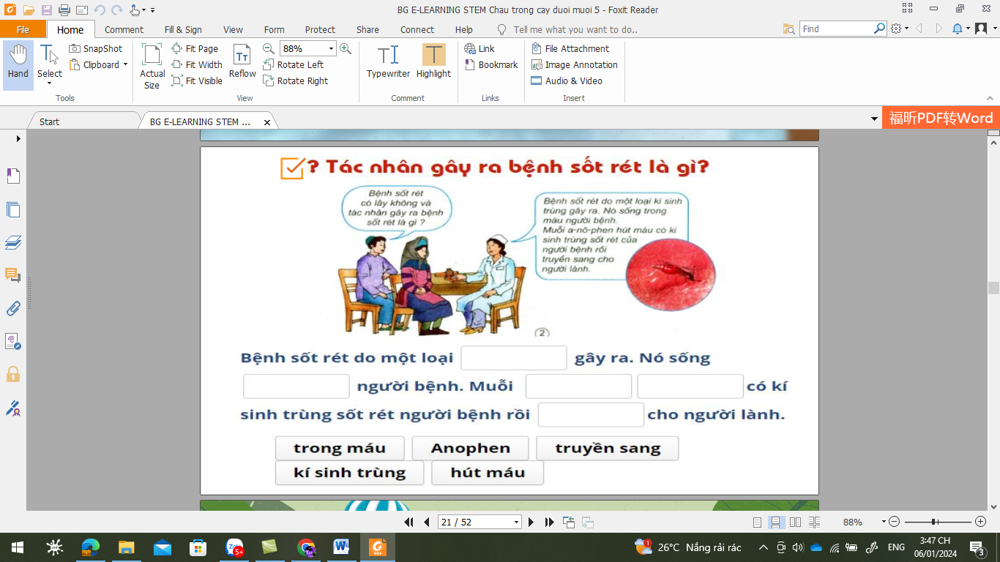 BG E-LEARNING STEM Chau trong cay duoi muoi 5 - Foxit Reader
File Home Comment Fill & Sign View Form Protect Share Connect Help Tell me what you want to do.. Find
Hand
Select
SnapShot
Clipboard
Tools
Actual Size
Fit Page
Fit Width
Fit Visible
Reflow
88%
Rotate Left
Rotate Right
View
Typewriter
Highlight
Comment
Link
Bookmark
Links
File Attachment
Image Annotation
Audio & Video
Insert
Start
BG E-LEARNING STEM ...
福昕PDF转Word
? Tác nhân gây ra bệnh sốt rét là gì?
Bệnh sốt rét
có lây không và
tác nhân gây ra bệnh
sốt rét là gì ?
Bệnh sốt rét do một loại kí sinh
trùng gây ra. Nó sống trong
máu người bệnh.
Muỗi a-nô-phen hút máu có kí
sinh trùng sốt rét của
người bệnh rồi
truyền sang cho
người lành.
2
Bệnh sốt rét do một loại gây ra. Nó sống
người bệnh. Muỗi có kí
sinh trùng sốt rét người bệnh rồi cho người lành.
trong máu Anophen truyền sang
kí sinh trùng hút máu
21 / 52
88%
Zalo
5+
PDF
1
26°C Nắng rải rác
ENG
3:47 CH
06/01/2024
3